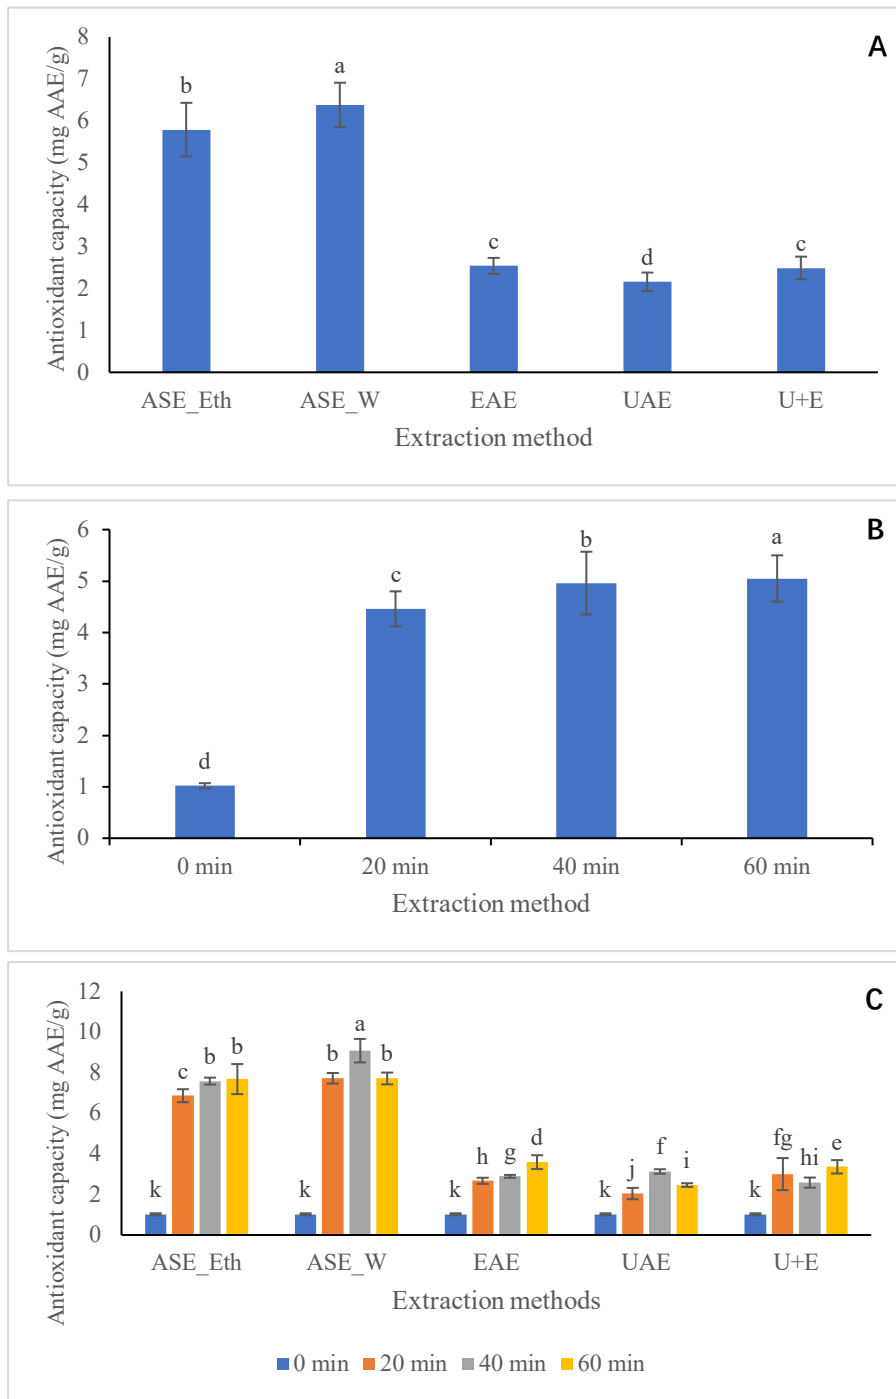 A
Antioxidant capacity (mg AAE/g)
8
7
6
5
4
3
2
1
0
b
a
c
d
c
ASE_Eth ASE_W EAE UAE U+E
Extraction method
B
Antioxidant capacity (mg AAE/g)
6
5
4
3
2
1
0
d
c
b
a
0 min 20 min 40 min 60 min
Extraction method
C
Antioxidant capacity (mg AAE/g)
12
10
8
6
4
2
0
k c b b
k b a b
k h g d
k j f i
k fg hi e
ASE_Eth ASE_W EAE UAE U+E
Extraction methods
0 min 20 min 40 min 60 min